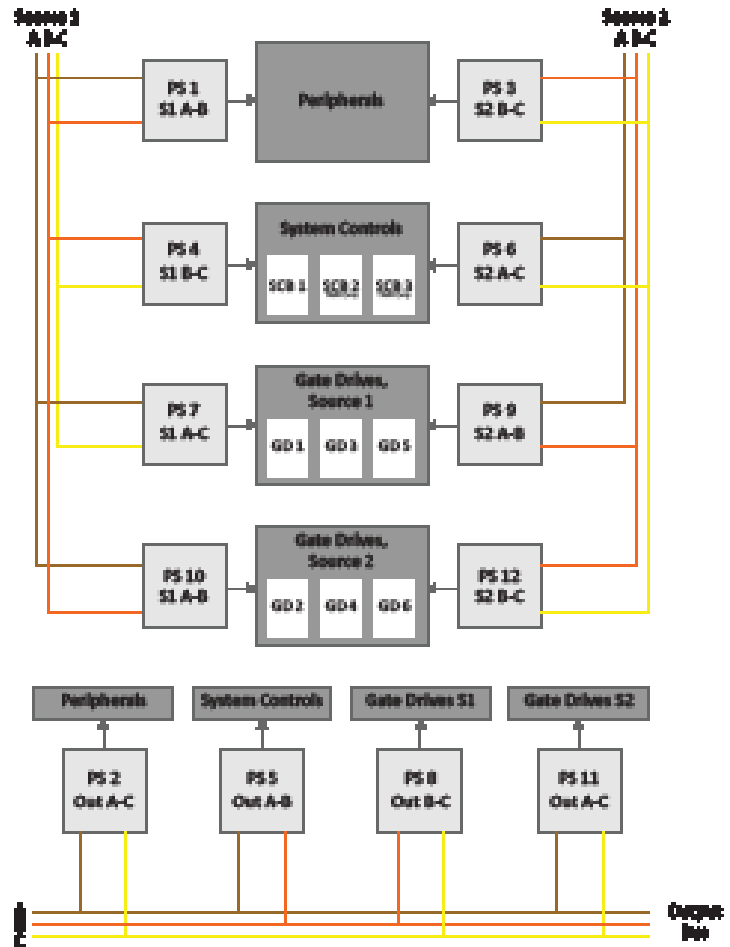 Source 1
A B C
Source 2
A B C
PS 1
S1 A-B
Peripherals
PS 3
S2 B-C
PS 4
S1 B-C
System Controls
SCB 1
SCB 2
SCB 3
PS 6
S2 A-C
PS 7
S1 A-C
Gate Drives,
Source 1
GD 1
GD 3
GD 5
PS 9
S2 A-B
PS 10
S1 A-B
Gate Drives,
Source 2
GD 2
GD 4
GD 6
PS 12
S2 B-C
Peripherals
System Controls
Gate Drives S1
Gate Drives S2
PS 2
Out A-C
PS 5
Out A-B
PS 8
Out B-C
PS 11
Out A-C
Output
Bus